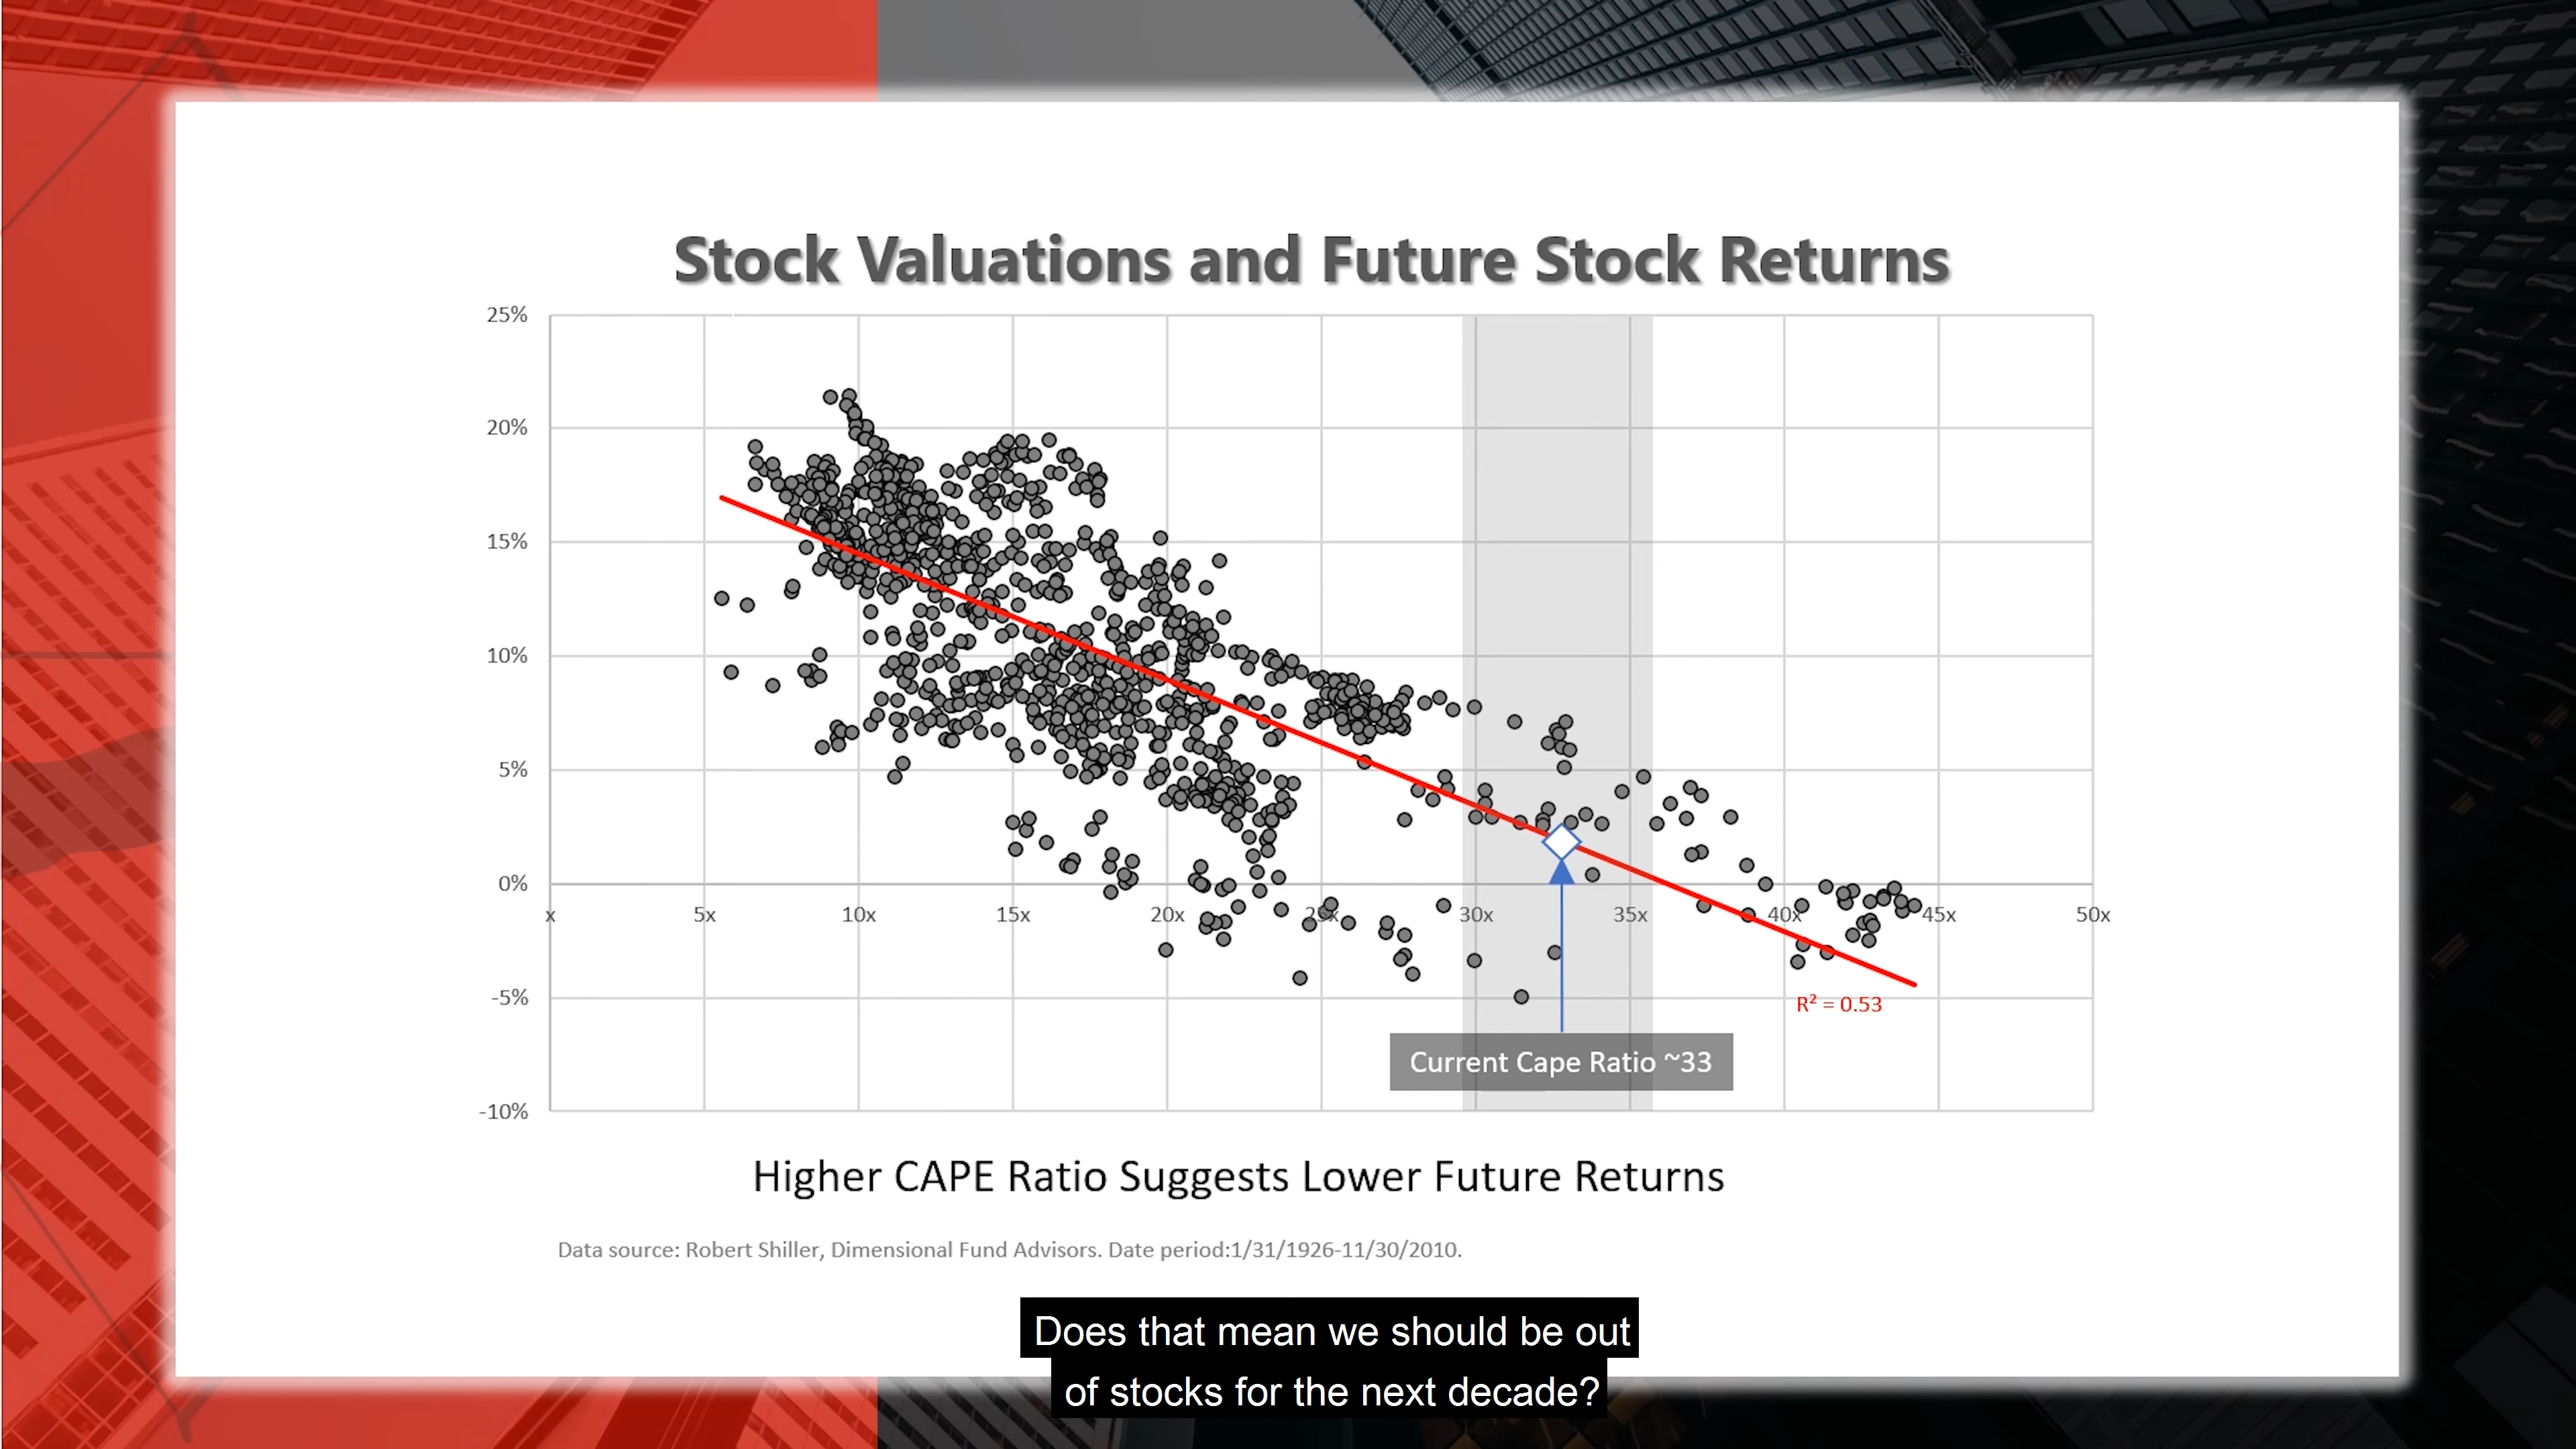 Stock Valuations and Future Stock Returns
25%
20%
15%
10%
5%
0%
-5%
-10%
x 5x 10x 15x 20x 25x 30x 35x 40x 45x 50x
R² = 0.53
Current Cape Ratio ~33
Higher CAPE Ratio Suggests Lower Future Returns
Data source: Robert Shiller, Dimensional Fund Advisors. Date period:1/31/1926-11/30/2010.
Does that mean we should be out
of stocks for the next decade?